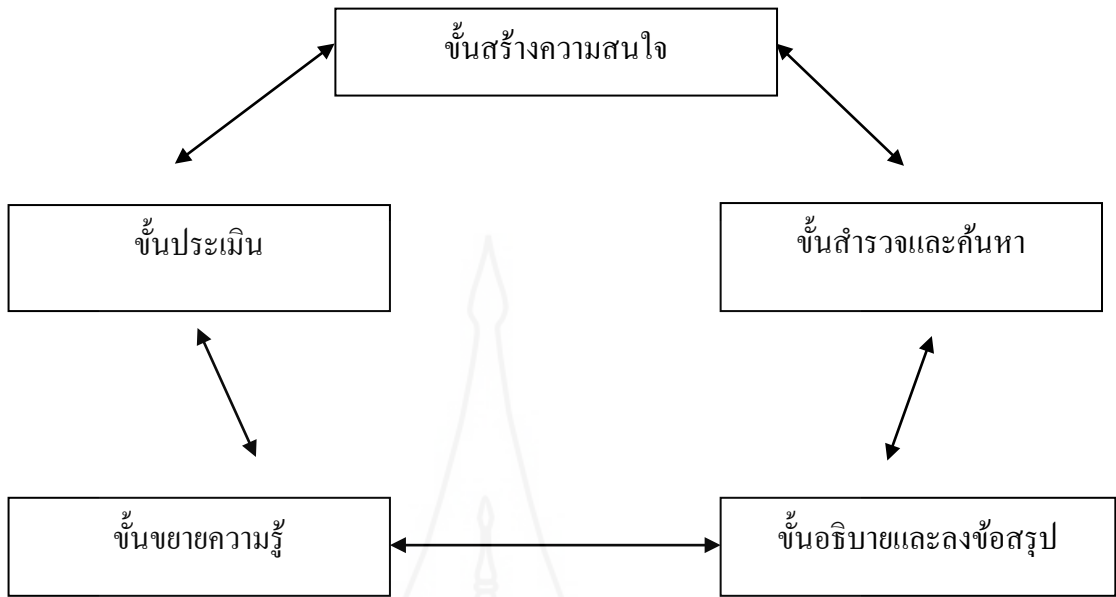 ขั้นสร้างความสนใจ
ขั้นประเมิน
ขั้นสำรวจและค้นหา
ขั้นขยายความรู้
ขั้นอธิบายและลงข้อสรุป